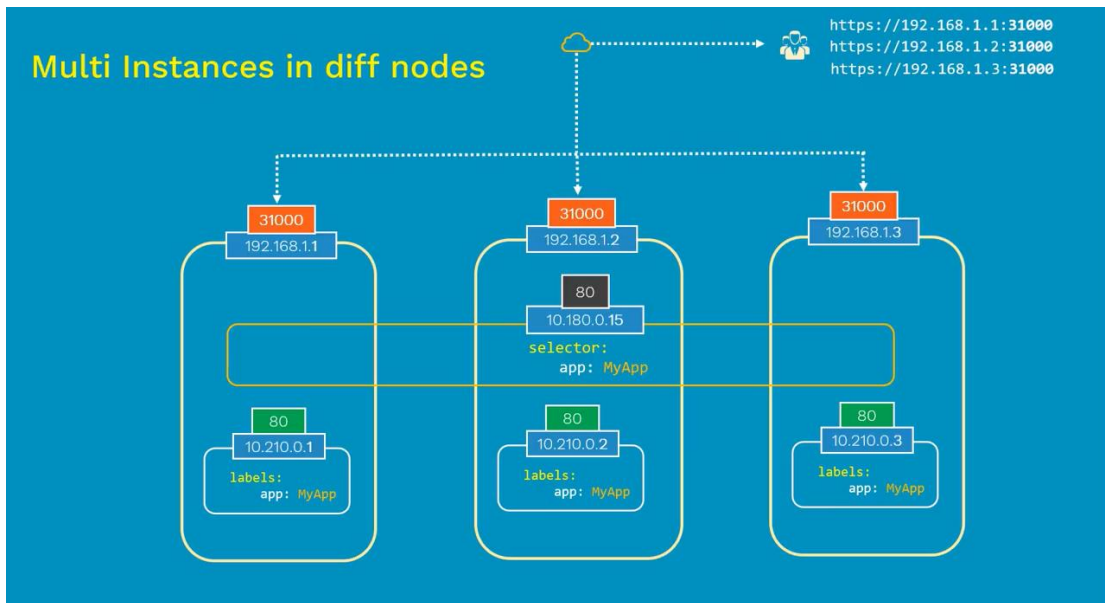 Multi Instances in diff nodes
https://192.168.1.1:31000
https://192.168.1.2:31000
https://192.168.1.3:31000
31000
192.168.1.1
31000
192.168.1.2
31000
192.168.1.3
80
10.180.0.15
selector:
app: MyApp
80
10.210.0.1
labels:
app: MyApp
80
10.210.0.2
labels:
app: MyApp
80
10.210.0.3
labels:
app: MyApp